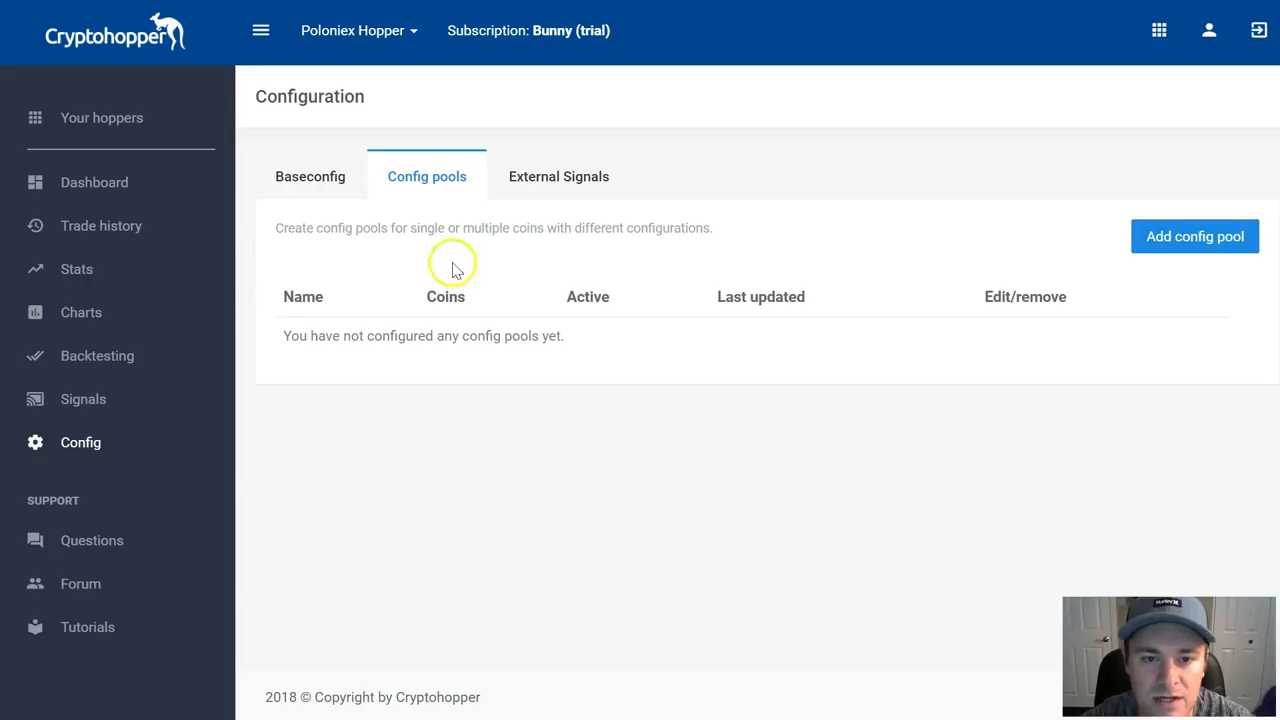 Cryptohopper
Poloniex Hopper
Subscription: Bunny (trial)
Your hoppers
Dashboard
Trade history
Stats
Charts
Backtesting
Signals
Config
SUPPORT
Questions
Forum
Tutorials
Configuration
Baseconfig
Config pools
External Signals
Create config pools for single or multiple coins with different configurations.
Add config pool
Name Coins Active Last updated Edit/remove
You have not configured any config pools yet.
2018 © Copyright by Cryptohopper